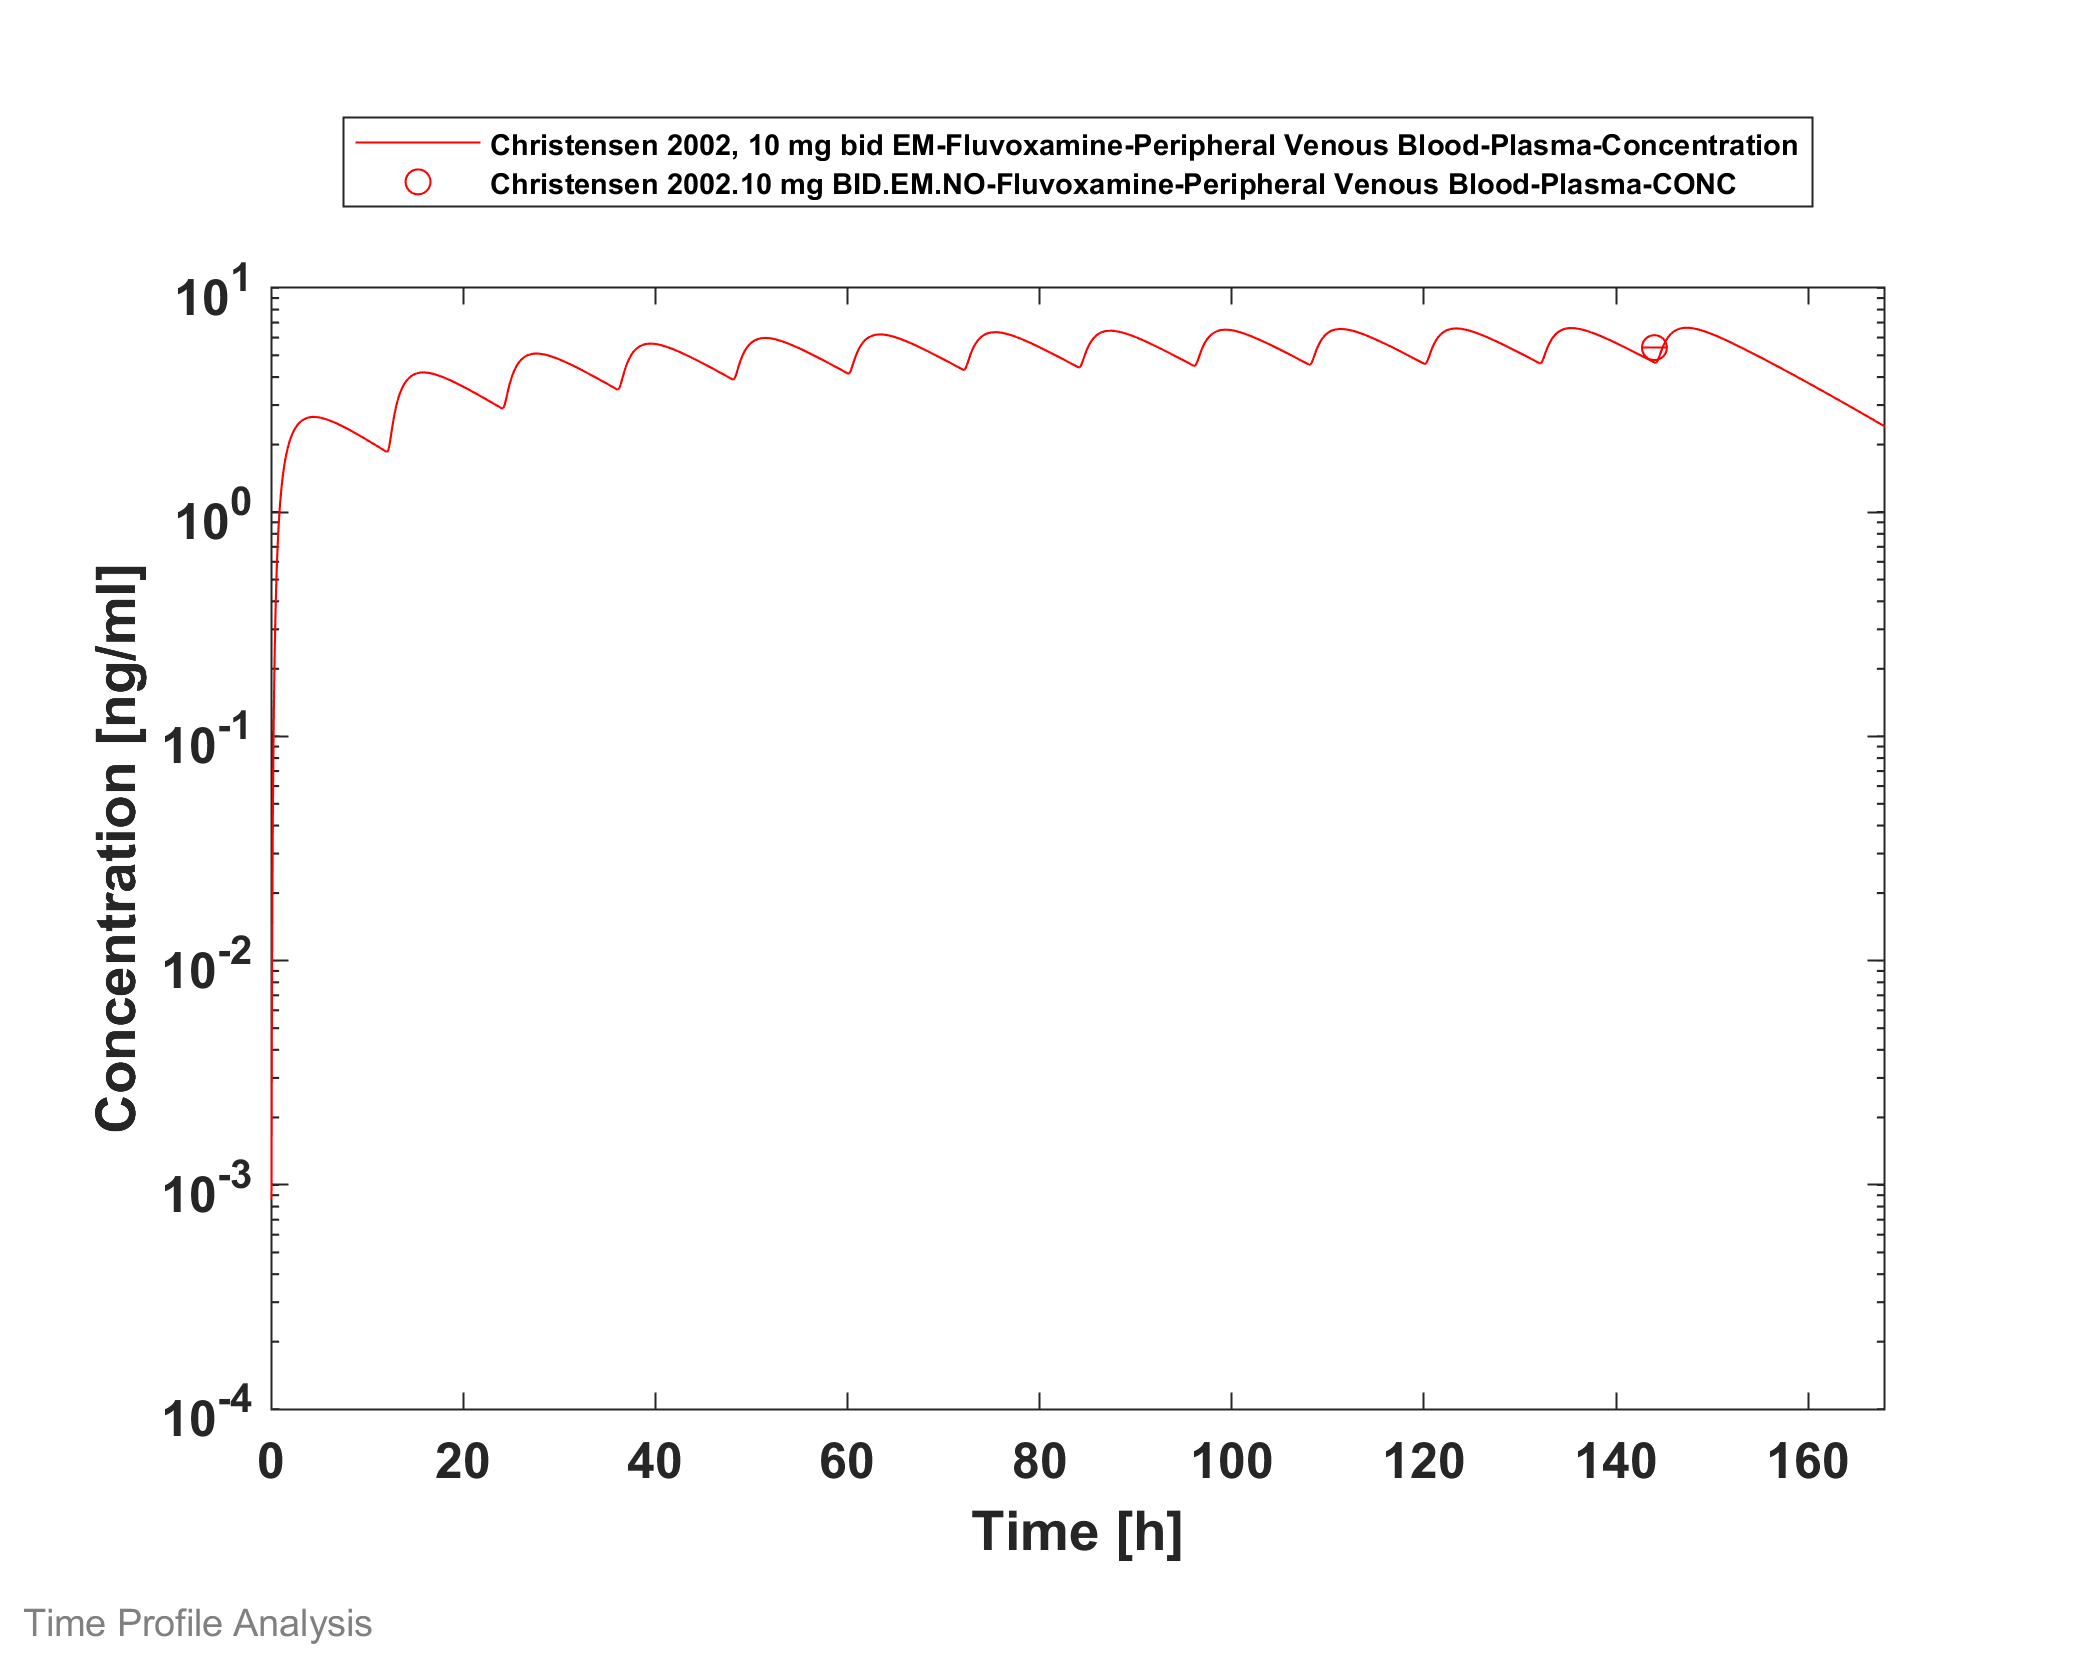 Christensen 2002, 10 mg bid EM-Fluvoxamine-Peripheral Venous Blood-Plasma-Concentration
Christensen 2002.10 mg BID.EM.NO-Fluvoxamine-Peripheral Venous Blood-Plasma-CONC
10^1
10^0
10^-1
10^-2
10^-3
10^-4
Concentration [ng/ml]
0 20 40 60 80 100 120 140 160
Time [h]
Time Profile Analysis